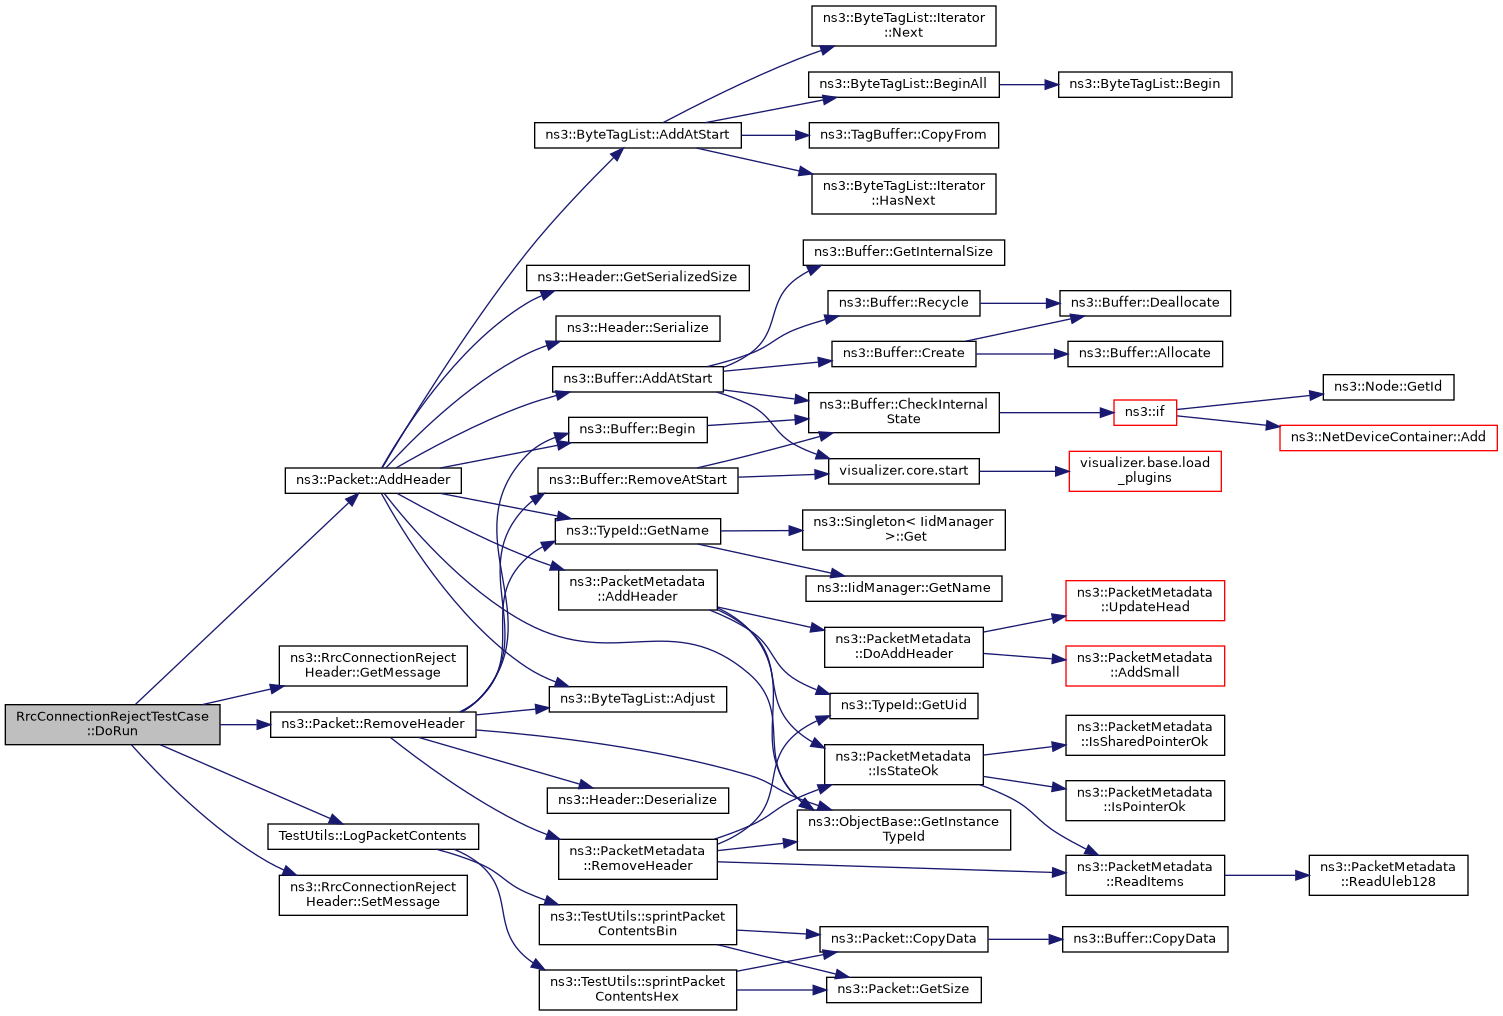 ns3::ByteTagList::Iterator
::Next
ns3::ByteTagList::BeginAll
ns3::ByteTagList::Begin
ns3::ByteTagList::AddAtStart
ns3::TagBuffer::CopyFrom
ns3::ByteTagList::Iterator
::HasNext
ns3::Buffer::GetInternalSize
ns3::Header::GetSerializedSize
ns3::Buffer::Recycle
ns3::Buffer::Deallocate
ns3::Header::Serialize
ns3::Buffer::Create
ns3::Buffer::Allocate
ns3::Buffer::AddAtStart
ns3::Node::GetId
ns3::Buffer::CheckInternal
State
ns3::if
ns3::Buffer::Begin
ns3::NetDeviceContainer::Add
ns3::Packet::AddHeader
ns3::Buffer::RemoveAtStart
visualizer.core.start
visualizer.base.load
_plugins
ns3::TypeId::GetName
ns3::Singleton< IidManager
>::Get
ns3::PacketMetadata
::AddHeader
ns3::IidManager::GetName
ns3::PacketMetadata
::UpdateHead
ns3::PacketMetadata
::DoAddHeader
ns3::PacketMetadata
::AddSmall
ns3::RrcConnectionReject
Header::GetMessage
ns3::ByteTagList::Adjust
ns3::TypeId::GetUid
RrcConnectionRejectTestCase
::DoRun
ns3::Packet::RemoveHeader
ns3::PacketMetadata
::IsSharedPointerOk
ns3::PacketMetadata
::IsStateOk
ns3::Header::Deserialize
ns3::PacketMetadata
::IsPointerOk
TestUtils::LogPacketContents
ns3::ObjectBase::GetInstance
TypeId
ns3::PacketMetadata
::RemoveHeader
ns3::PacketMetadata
::ReadItems
ns3::PacketMetadata
::ReadUleb128
ns3::RrcConnectionReject
Header::SetMessage
ns3::TestUtils::sprintPacket
ContentsBin
ns3::Packet::CopyData
ns3::Buffer::CopyData
ns3::TestUtils::sprintPacket
ContentsHex
ns3::Packet::GetSize